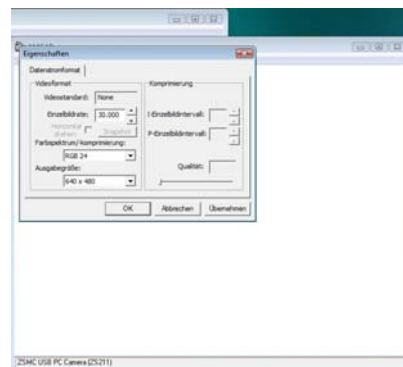 Eigenschaften
Datenstromformat
Videoformat
Videostandard: None
Einzelbildrate: 30.000
Horizontal drehen
Snapshot
Farbspektrum/-komprimierung:
RGB 24
Ausgabegröße:
640 x 480
Komprimierung
I-Einzelbildintervall:
P-Einzelbildintervall:
Qualität:
OK Abbrechen Übernehmen
ZSMC USB PC Camera (ZS211)